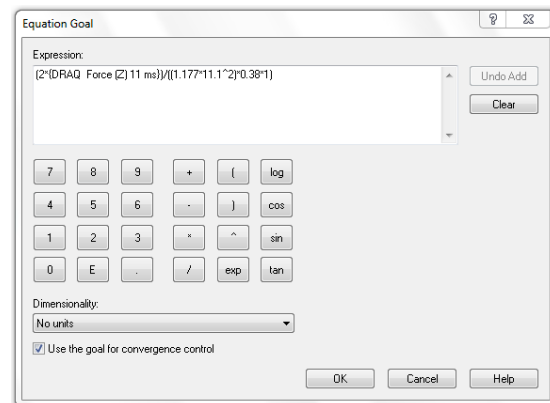 Equation Goal
Expression:
(2*{DRAQ  Force (Z) 11 ms})/((1.177*11.1^2)*0.38*1)
Undo Add
Clear
7 8 9 + ( log
4 5 6 - ) cos
1 2 3 * ^ sin
0 E . / exp tan
Dimensionality:
No units
Use the goal for convergence control
OK Cancel Help